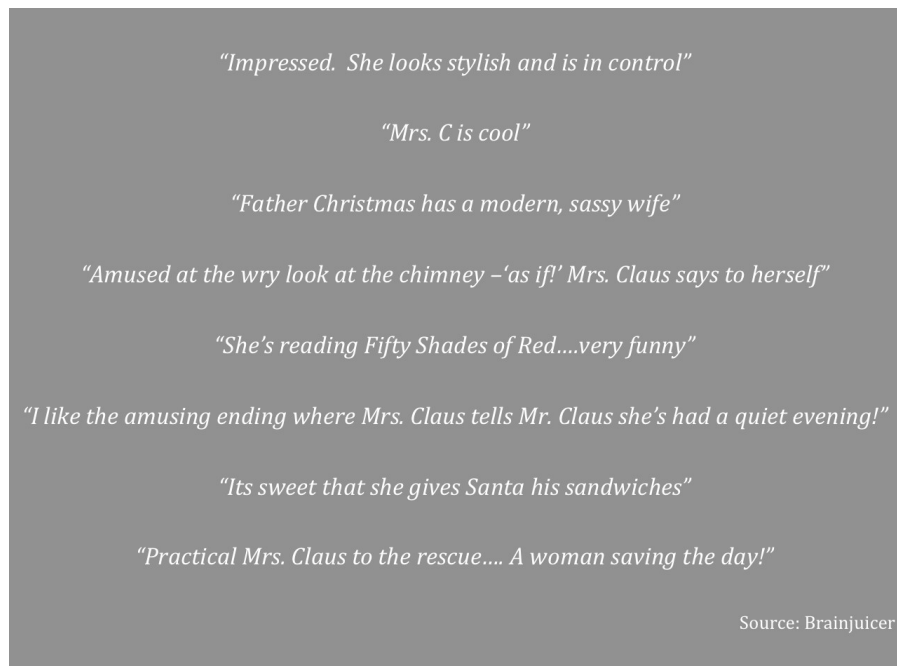 “Impressed.  She looks stylish and is in control”
“Mrs. C is cool”
“Father Christmas has a modern, sassy wife”
“Amused at the wry look at the chimney –‘as if!’ Mrs. Claus says to herself”
“She’s reading Fifty Shades of Red….very funny”
“I like the amusing ending where Mrs. Claus tells Mr. Claus she’s had a quiet evening!”
“Its sweet that she gives Santa his sandwiches”
“Practical Mrs. Claus to the rescue…. A woman saving the day!”
Source: Brainjuicer